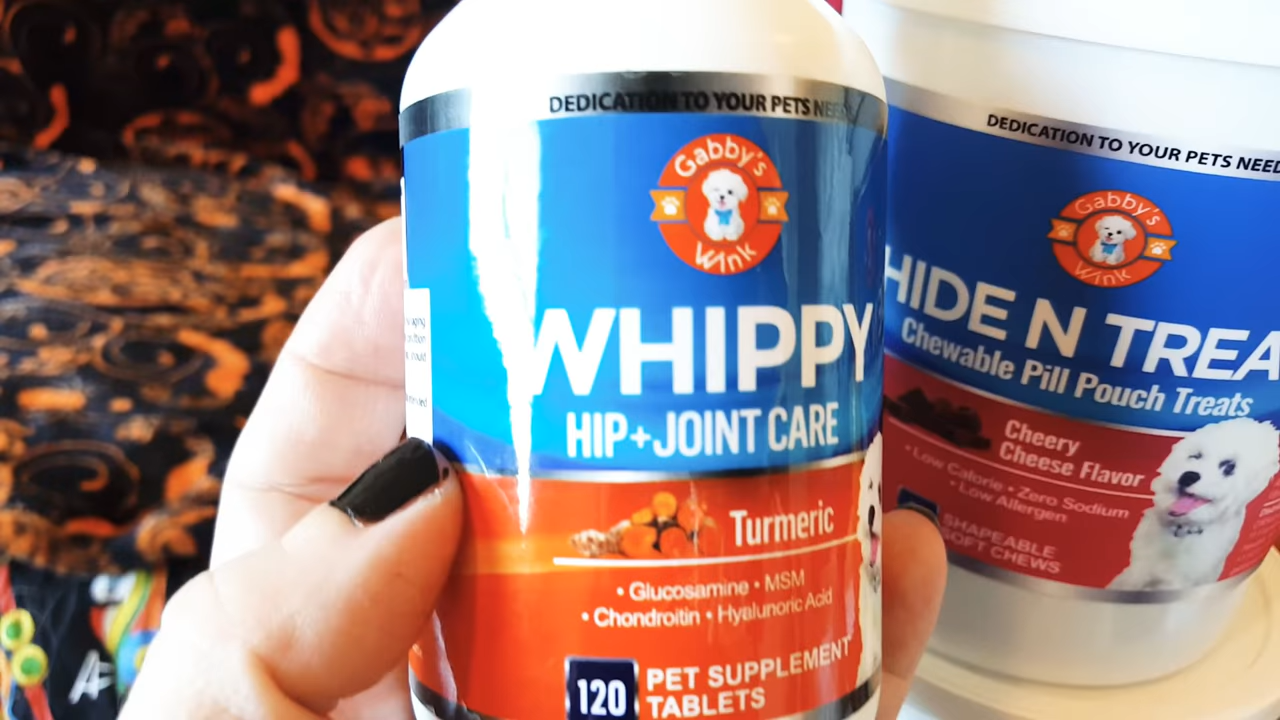 DEDICATION TO YOUR PETS NEE
Gabby's
Wink
WHIPPY
HIP+JOINT CARE
Turmeric
• Glucosamine • MSM
• Chondroitin • Hyaluronic Acid
120
PET SUPPLEMENT
TABLETS
DEDICATION TO YOUR PETS NEED
Gabby's
Wink
HIDE N TREA
Chewable Pill Pouch Treats
Cheery
Cheese Flavor
• Low Calorie • Zero Sodium
• Low Allergen
SHAPEABLE
SOFT CHEWS